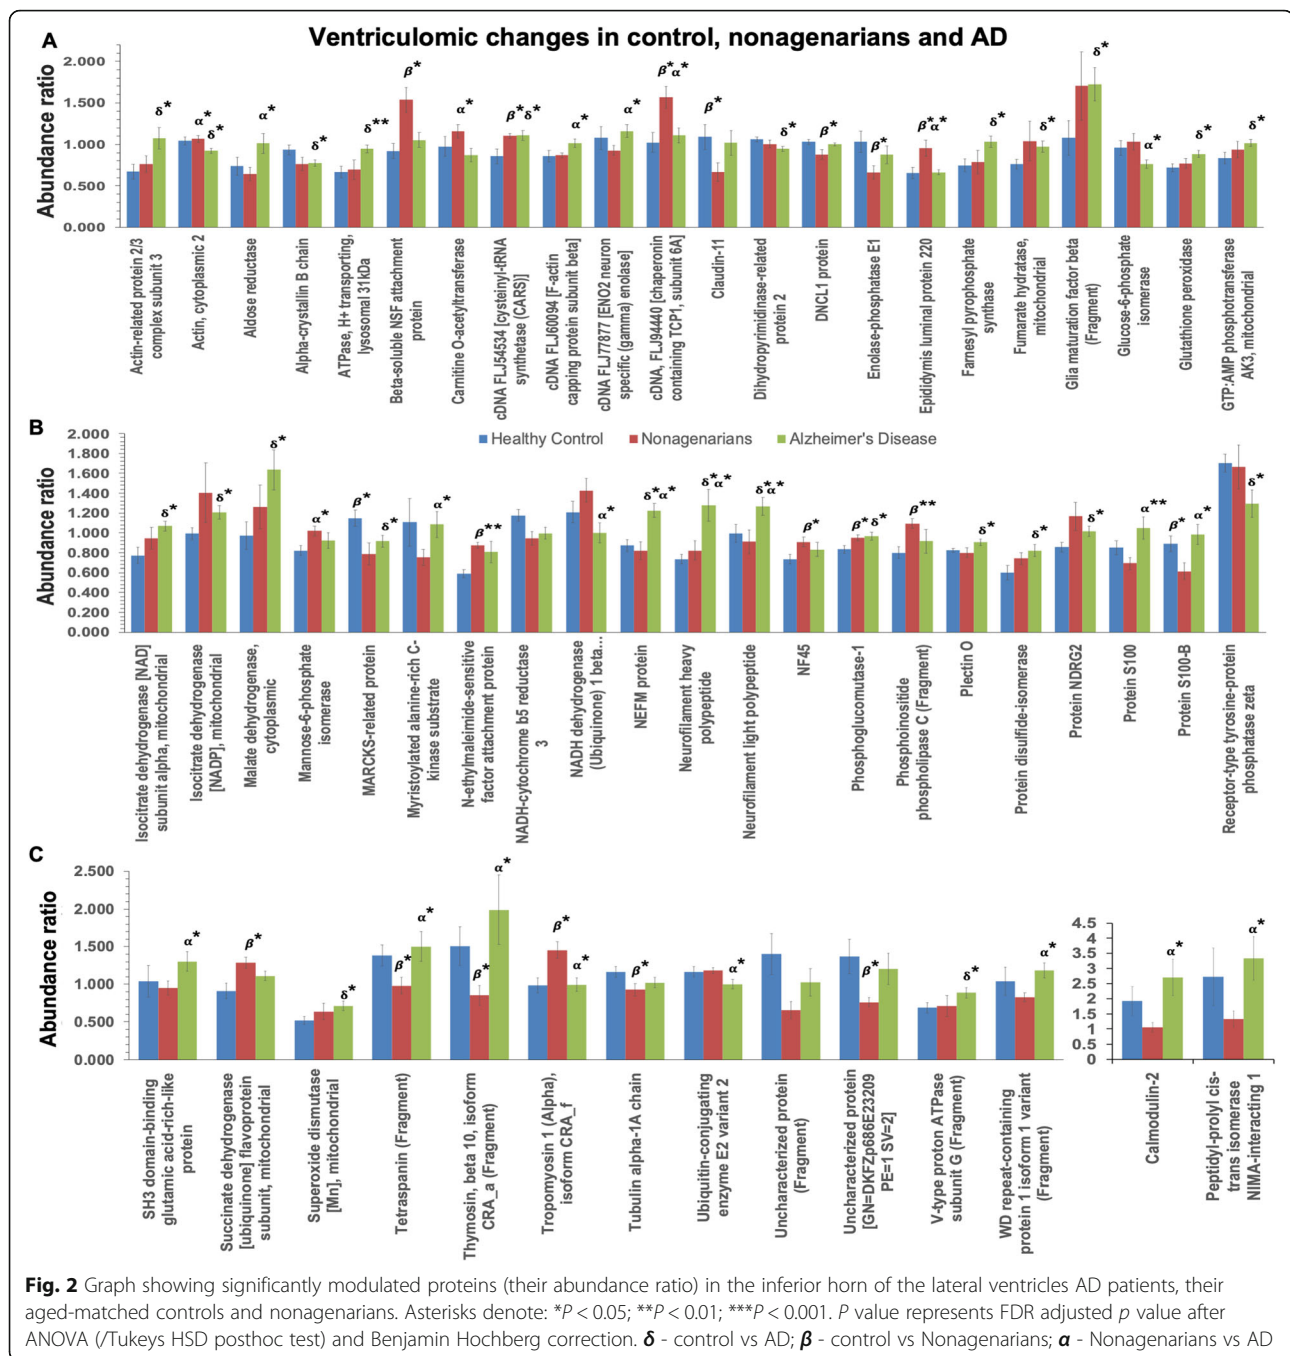 A
Ventriculomic changes in control, nonagenarians and AD
Abundance ratio
2.000
1.500
1.000
0.500
0.000
δ*
α*
δ*
α*
δ*
δ**
β*
α*
β*
δ*
α*
α*
β*
α*
β*
δ*
β*
β*
β*
α*
δ*
δ*
δ*
α*
δ*
δ*
Actin-related protein 2/3
complex subunit 3
Actin, cytoplasmic 2
Aldose reductase
Alpha-crystallin B chain
ATPase, H+ transporting,
lysosomal 31kDa
Beta-soluble NSF attachment
protein
Carnitine O-acetyltransferase
cDNA FLJ54534 [cysteinyl-tRNA
synthetase (CARS)]
cDNA FLJ60094 [F-actin
capping protein subunit beta]
cDNA FLJ77877 [ENO2 neuron
specific (gamma) enolase]
cDNA, FLJ94440 [chaperonin
containing TCP1, subunit 6A]
Claudin-11
Dihydropyrimidinase-related
protein 2
DNCL1 protein
Enolase-phosphatase E1
Epididymis luminal protein 220
Farnesyl pyrophosphate
synthase
Fumarate hydratase,
mitochondrial
Glia maturation factor beta
(Fragment)
Glucose-6-phosphate
isomerase
Glutathione peroxidase
GTP:AMP phosphotransferase
AK3, mitochondrial
B
Healthy Control
Nonagenarians
Alzheimer's Disease
Abundance ratio
2.000
1.800
1.600
1.400
1.200
1.000
0.800
0.600
0.400
0.200
0.000
δ*
δ*
δ*
α*
β*
δ*
α*
β**
α*
δ*α*
δ*α*
δ*α*
β*
β*
δ*
β**
δ*
δ*
δ*
α**
β*
α*
δ*
Isocitrate dehydrogenase [NAD]
subunit alpha, mitochondrial
Isocitrate dehydrogenase
[NADP], mitochondrial
Malate dehydrogenase,
cytoplasmic
Mannose-6-phosphate
isomerase
MARCKS-related protein
Myristoylated alanine-rich C-
kinase substrate
N-ethylmaleimide-sensitive
factor attachment protein
NADH-cytochrome b5 reductase
3
NADH dehydrogenase
(Ubiquinone) 1 beta...
NEFM protein
Neurofilament heavy
polypeptide
Neurofilament light polypeptide
NF45
Phosphoglucomutase-1
Phosphoinositide
phospholipase C (Fragment)
Plectin O
Protein disulfide-isomerase
Protein NDRG2
Protein S100
Protein S100-B
Receptor-type tyrosine-protein
phosphatase zeta
C
Abundance ratio
2.500
2.000
1.500
1.000
0.500
0.000
α*
β*
δ*
β*
α*
β*
α*
β*
α*
β*
α*
β*
δ*
α*
SH3 domain-binding
glutamic acid-rich-like
protein
Succinate dehydrogenase
[ubiquinone] flavoprotein
subunit, mitochondrial
Superoxide dismutase
[Mn], mitochondrial
Tetraspanin (Fragment)
Thymosin, beta 10, isoform
CRA_a (Fragment)
Tropomyosin 1 (Alpha),
isoform CRA_f
Tubulin alpha-1A chain
Ubiquitin-conjugating
enzyme E2 variant 2
Uncharacterized protein
(Fragment)
Uncharacterized protein
[GN=DKFZp686E23209
PE=1 SV=2]
V-type proton ATPase
subunit G (Fragment)
WD repeat-containing
protein 1 isoform 1 variant
(Fragment)
4.5
4
3.5
3
2.5
2
1.5
1
0.5
0
α*
α*
Calmodulin-2
Peptidyl-prolyl cis-
trans isomerase
NIMA-interacting 1
Fig. 2 Graph showing significantly modulated proteins (their abundance ratio) in the inferior horn of the lateral ventricles AD patients, their
aged-matched controls and nonagenarians. Asterisks denote: *P < 0.05; **P < 0.01; ***P < 0.001. P value represents FDR adjusted p value after
ANOVA (/Tukeys HSD posthoc test) and Benjamin Hochberg correction. δ - control vs AD; β - control vs Nonagenarians; α - Nonagenarians vs AD